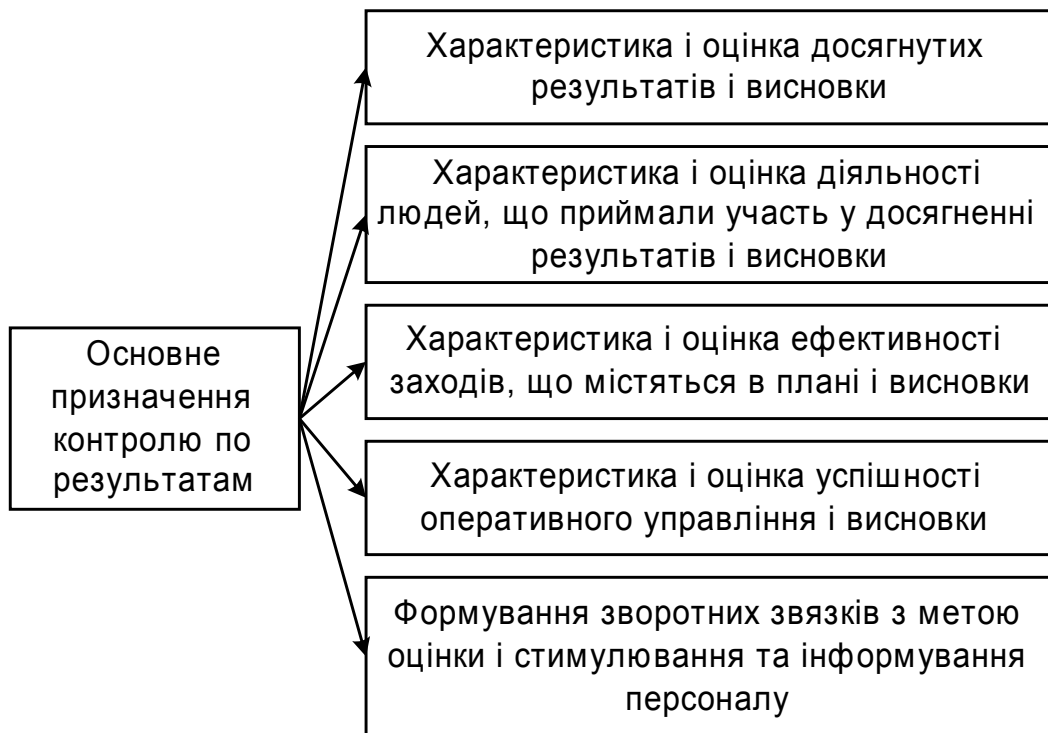 Характеристика і оцінка досягнутих
результатів і висновки
Характеристика і оцінка діяльності
людей, що приймали участь у досягненні
результатів і висновки
Характеристика і оцінка ефективності
заходів, що містяться в плані і висновки
Основне
призначення
контролю по
результатам
Характеристика і оцінка успішності
оперативного управління і висновки
Формування зворотних звязків з метою
оцінки і стимулювання та інформування
персоналу